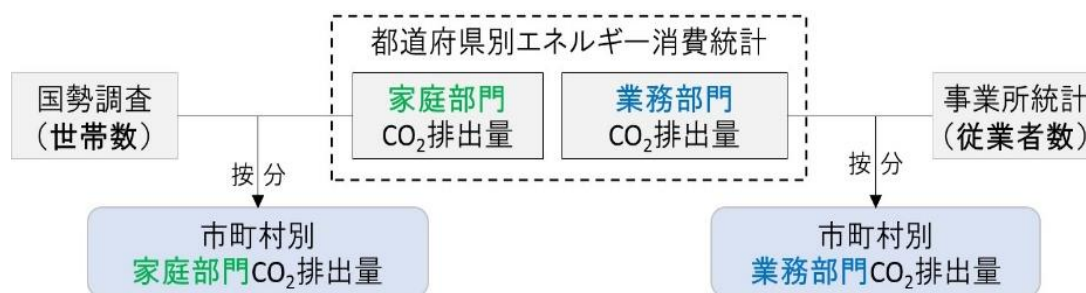 都道府県別エネルギー消費統計
国勢調査
(世帯数)
家庭部門
CO₂排出量
業務部門
CO₂排出量
事業所統計
(従業者数)
按分
按分
市町村別
家庭部門CO₂排出量
市町村別
業務部門CO₂排出量